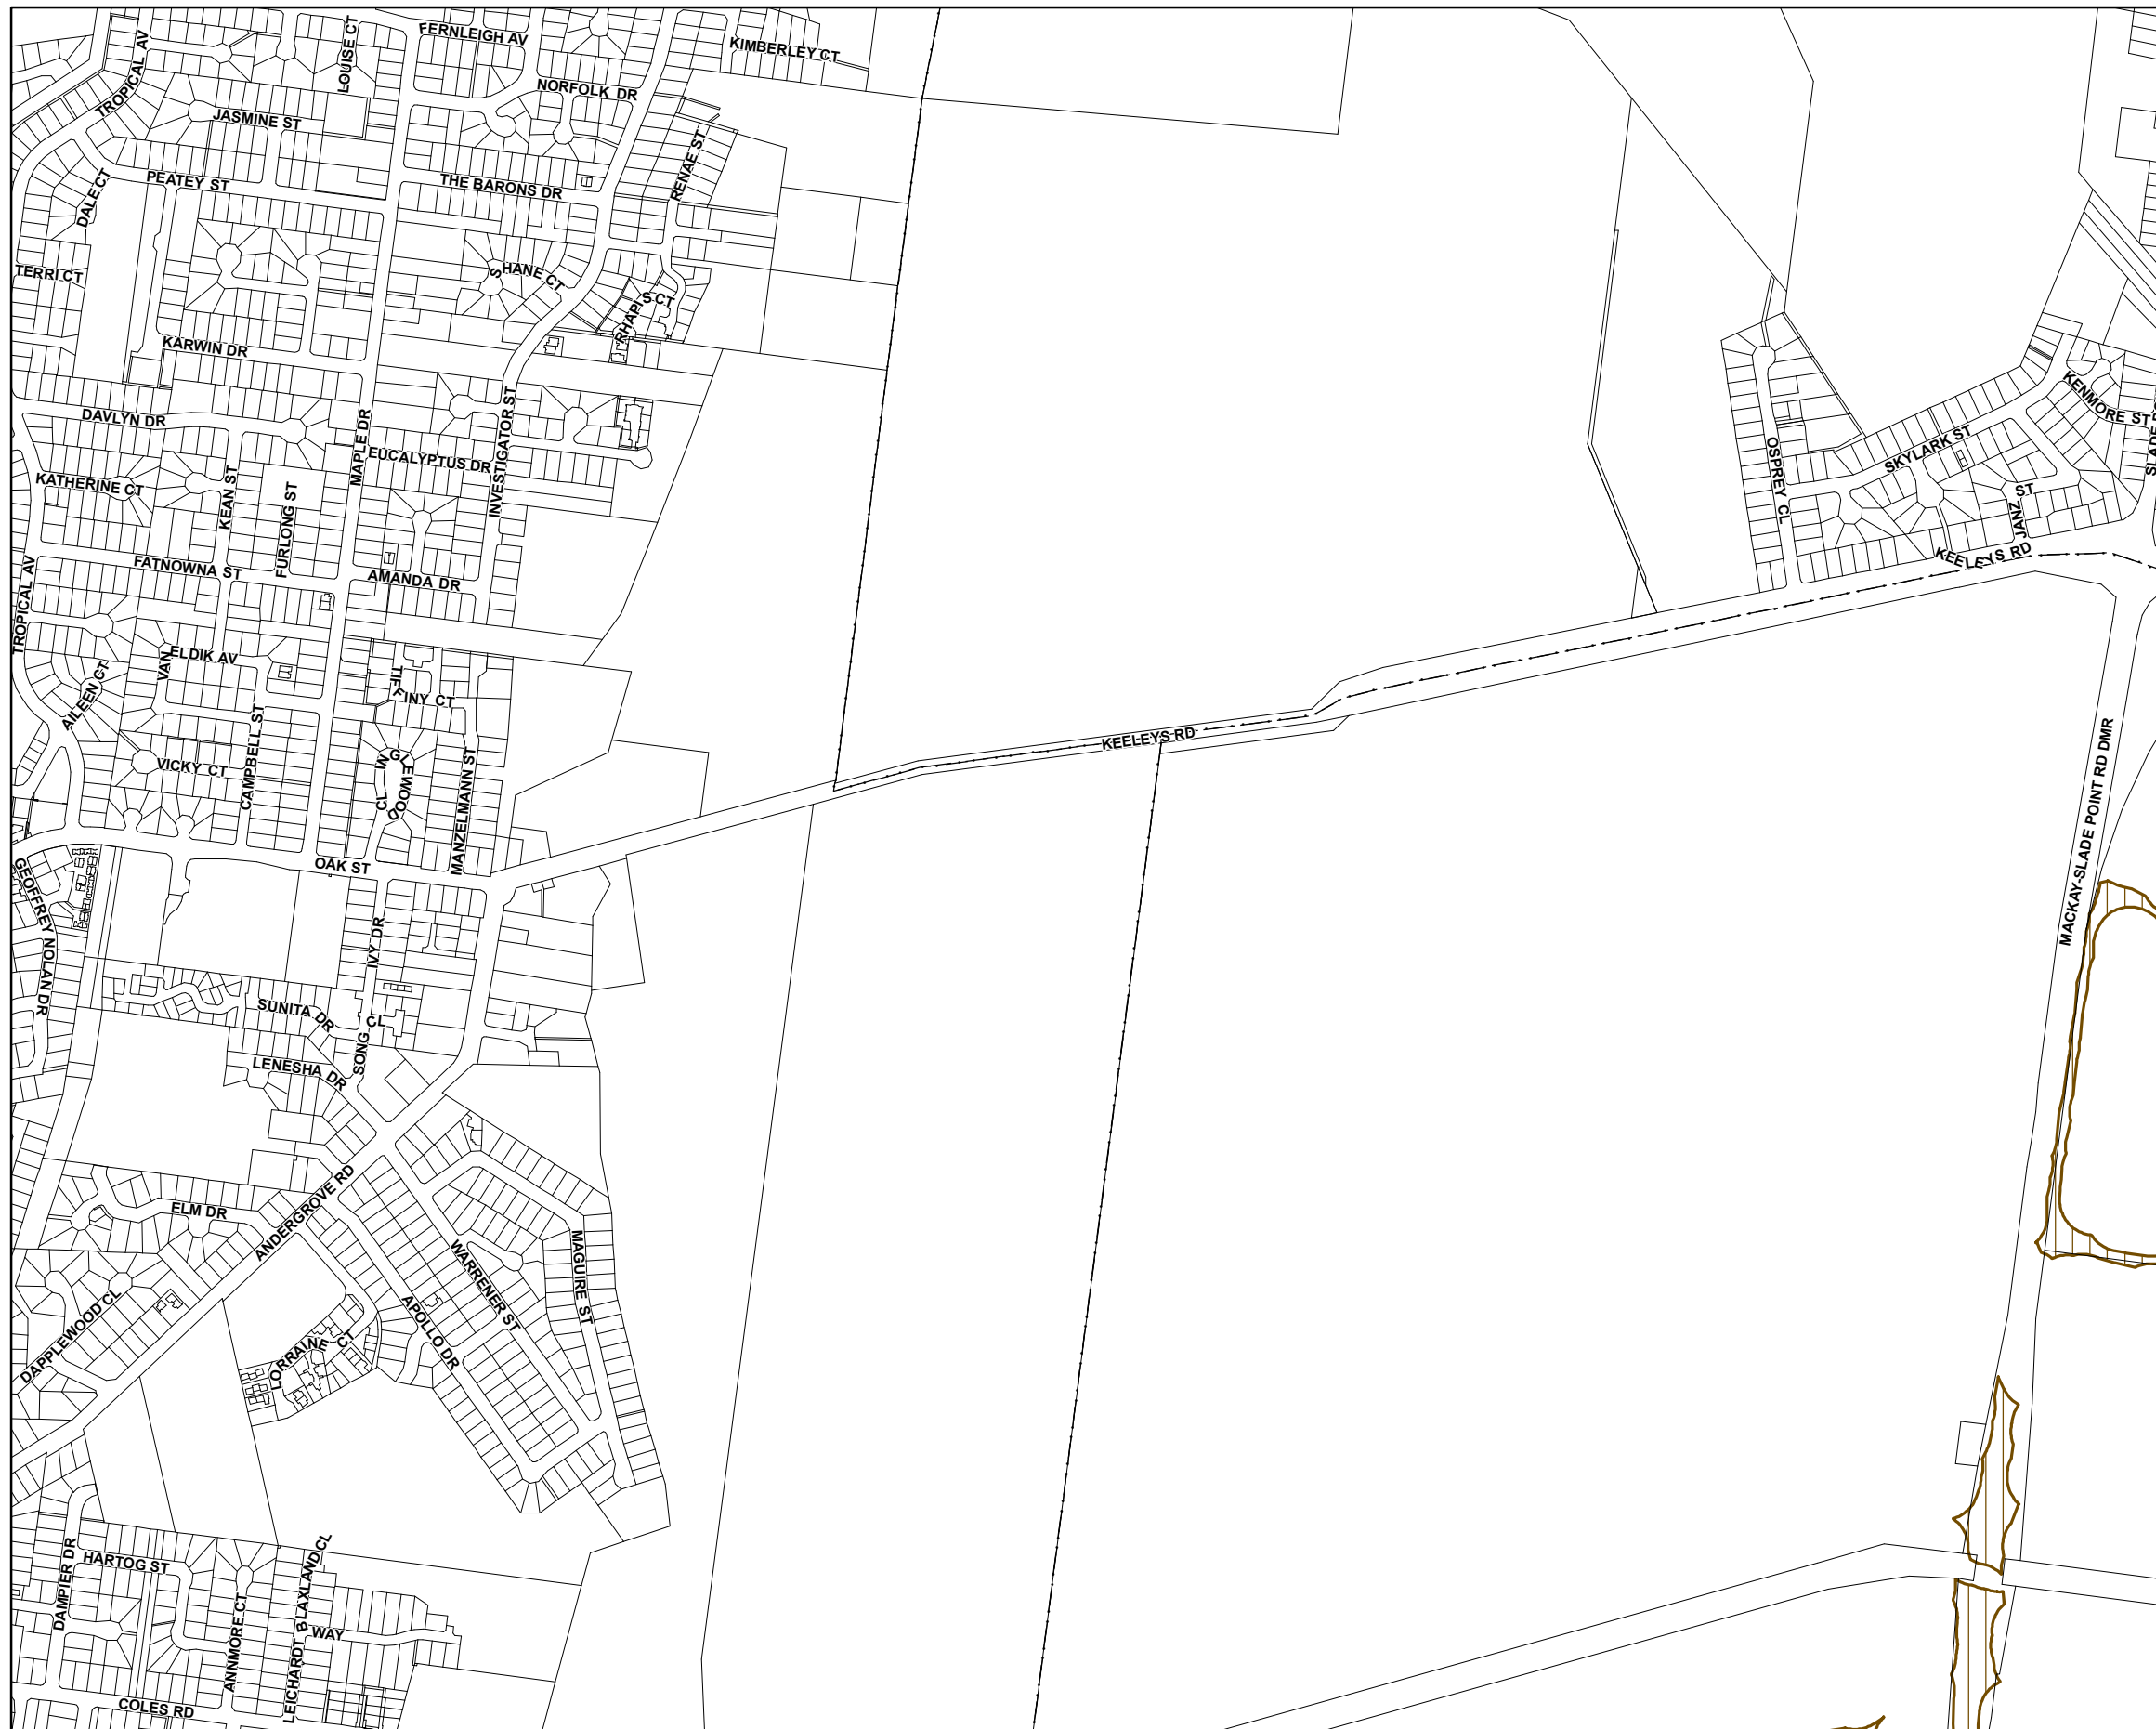 FERNLEIGH AV
KIMBERLEY CT
LOUISE CT
TROPICAL AV
NORFOLK DR
JASMINE ST
RENAE ST
PEATEY ST
THE BARONS DR
DALE CT
TERRI CT
SHANE CT
RHAPIS CT
KARWIN DR
DAVLYN DR
MAPLE DR
INVESTIGATOR ST
EUCALYPTUS DR
KATHERINE CT
KEAN ST
FURLONG ST
KENMORE ST
SKYLARK ST
OSPREY CL
JANZ ST
KEELEYS RD
FATNOWNA ST
AMANDA DR
TROPICAL AV
VAN ELDIK AV
AILEEN CT
TIFFINY CT
CAMPBELL ST
VICKY CT
INGLEWOOD CL
MANZELMANN ST
KEELEYS RD
MACKAY-SLADE POINT RD DMR
OAK ST
GEOFFREY NOLAN DR
IVY DR
SUNITA DR
SONG CL
LENESHA DR
ELM DR
ANDERGROVE RD
WARRENER ST
MAGUIRE ST
APOLLO DR
DAPPLEWOOD CL
LORRAINE CT
HARTOG ST
DAMPIER DR
BLAXLAND CL
ANNMORE CT
LEICHARDT WAY
COLES RD